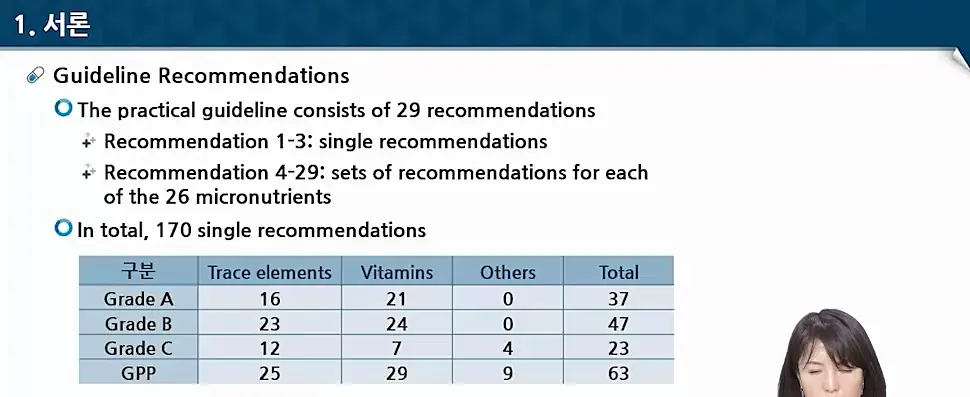 1. 서론
Guideline Recommendations
The practical guideline consists of 29 recommendations
Recommendation 1-3: single recommendations
Recommendation 4-29: sets of recommendations for each
of the 26 micronutrients
In total, 170 single recommendations
구분 Trace elements Vitamins Others Total
Grade A 16 21 0 37
Grade B 23 24 0 47
Grade C 12 7 4 23
GPP 25 29 9 63